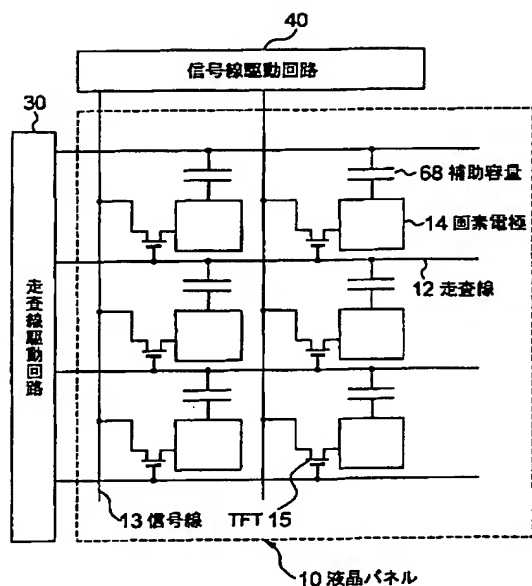 40
信号線駆動回路
30
68 補助容量
14 画素電極
12 走査線
走査線駆動回路
13 信号線
TFT 15
10 液晶パネル